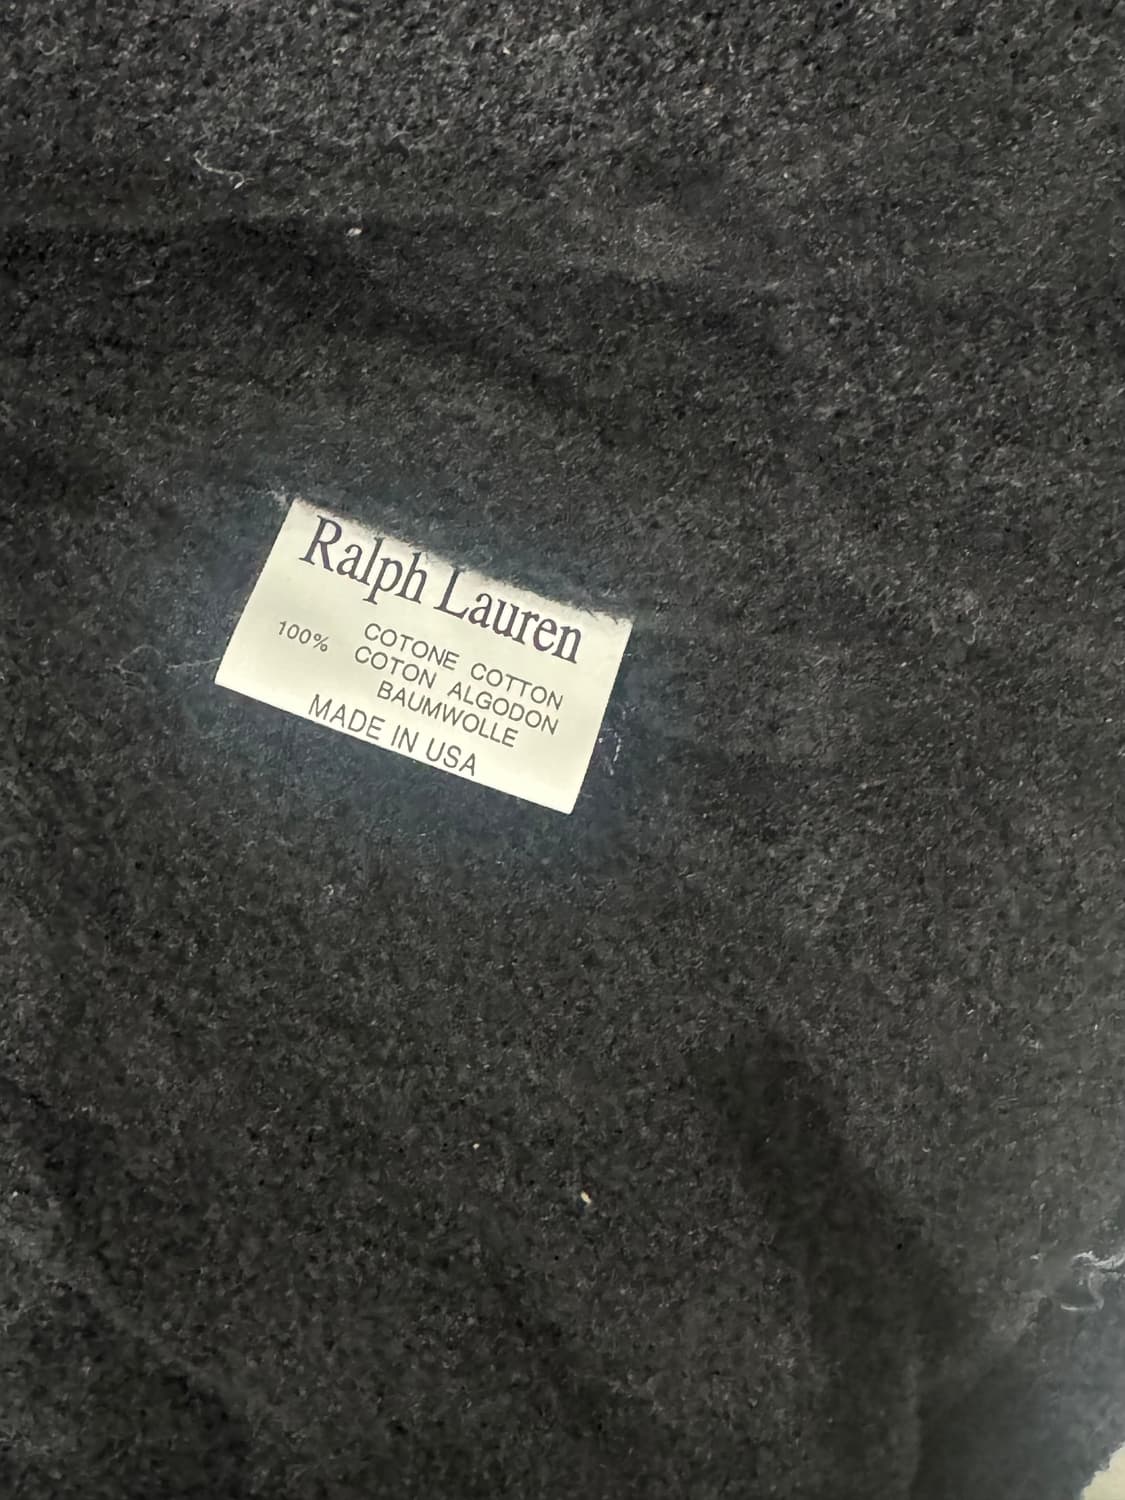 Ralph Lauren
COTONE COTTON
100% COTON ALGODON
BAUMWOLLE
MADE IN USA